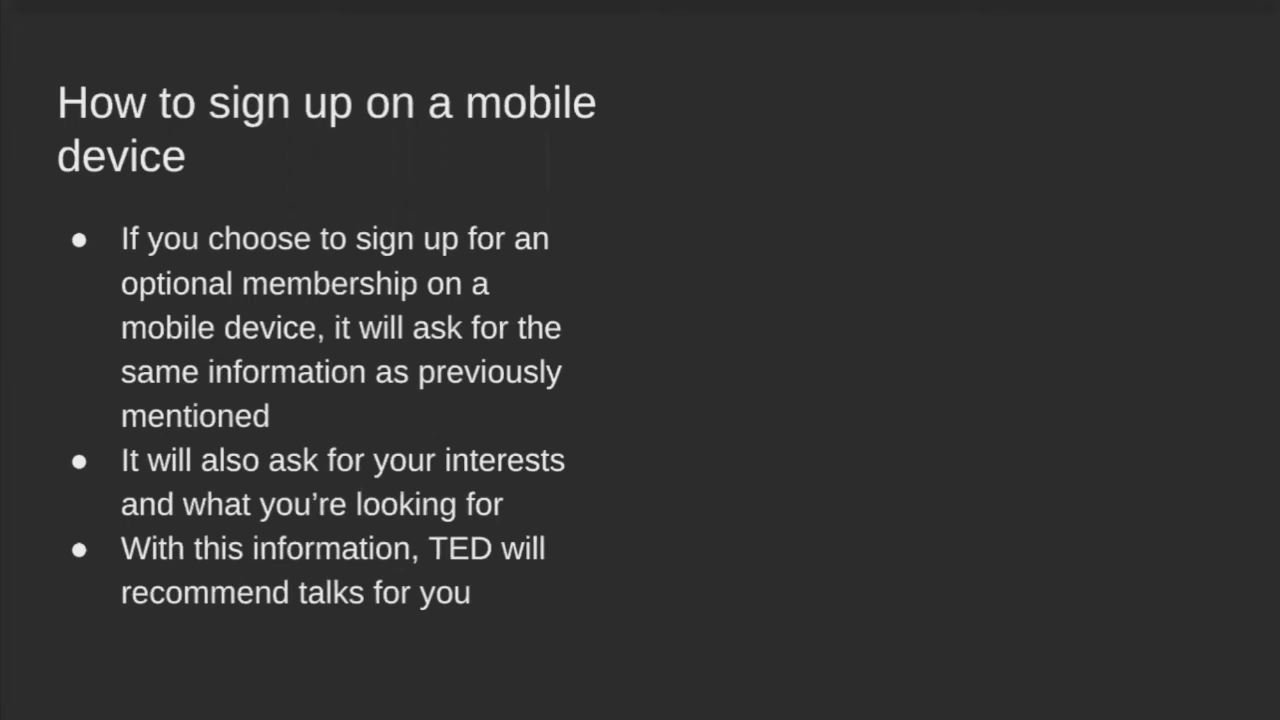 How to sign up on a mobile
device
● If you choose to sign up for an
optional membership on a
mobile device, it will ask for the
same information as previously
mentioned
● It will also ask for your interests
and what you’re looking for
● With this information, TED will
recommend talks for you